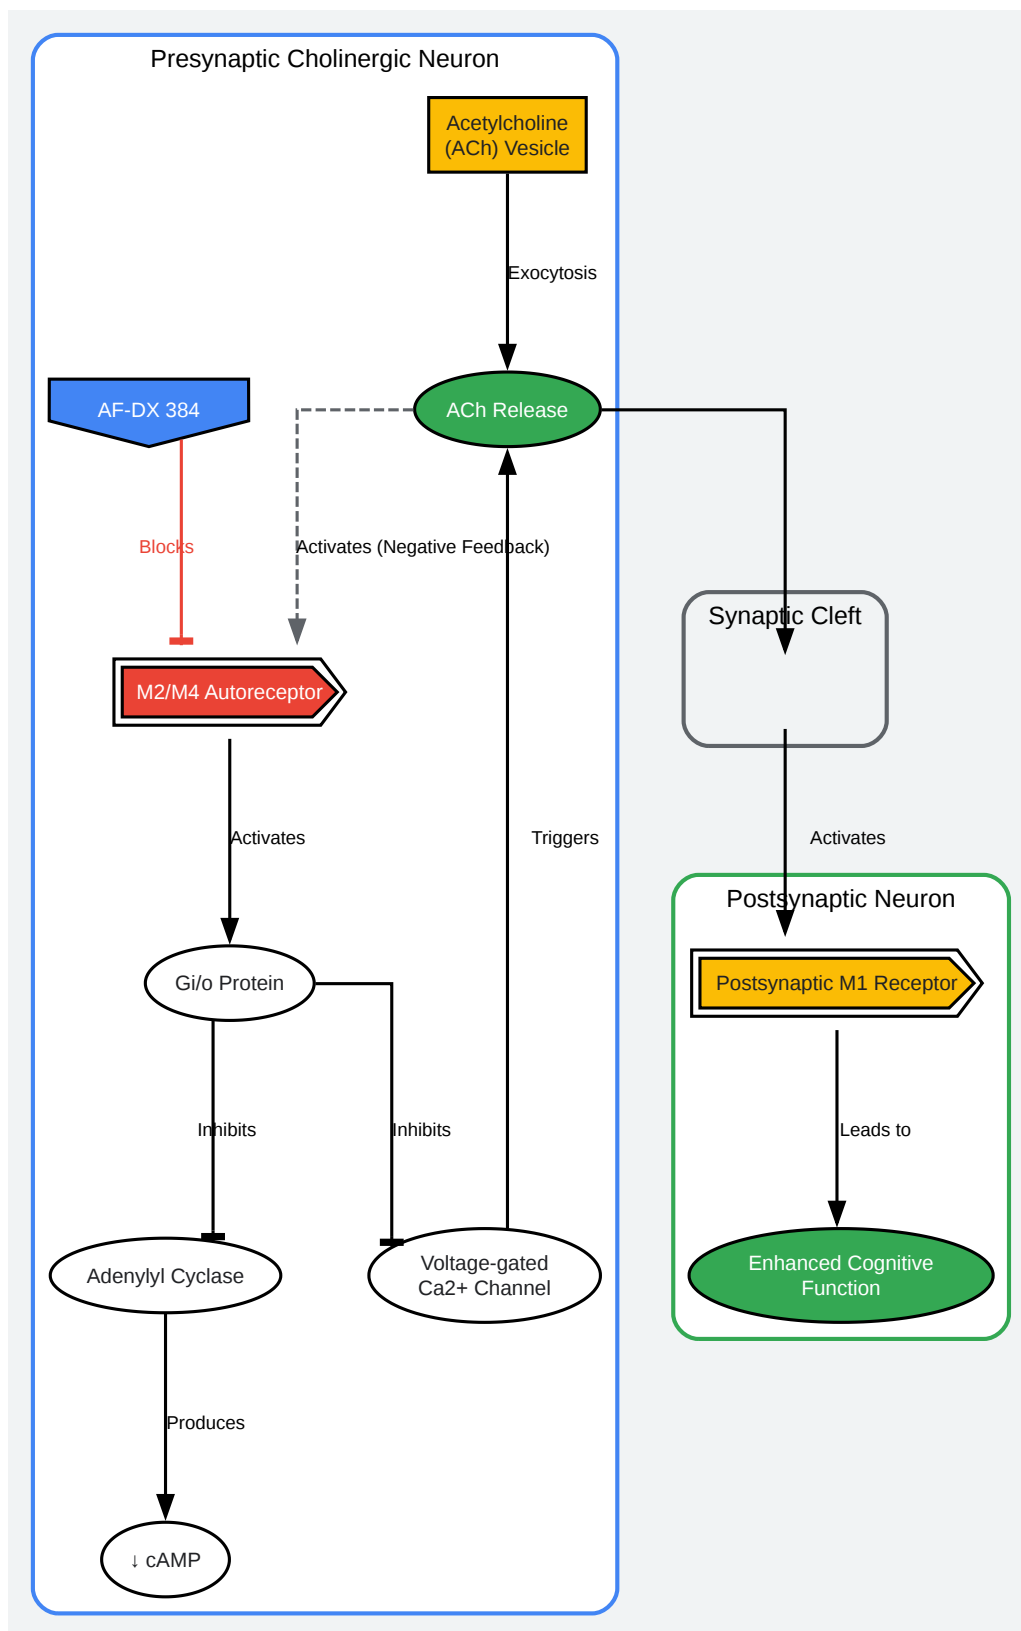 Presynaptic Cholinergic Neuron
Acetylcholine
(ACh) Vesicle
Exocytosis
AF-DX 384
ACh Release
Blocks
Activates (Negative Feedback)
Synaptic Cleft
M2/M4 Autoreceptor
Activates
Triggers
Activates
Postsynaptic Neuron
Gi/o Protein
Postsynaptic M1 Receptor
Inhibits
Inhibits
Leads to
Adenylyl Cyclase
Voltage-gated
Ca2+ Channel
Enhanced Cognitive
Function
Produces
↓ cAMP